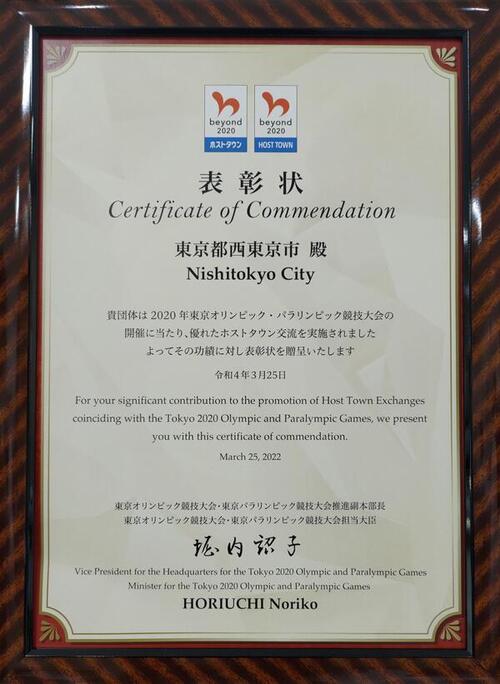 beyond
2020
ホストタウン
beyond
2020
HOST TOWN
表彰状
Certificate of Commendation
東京都西東京市 殿
Nishitokyo City
貴団体は2020年東京オリンピック・パラリンピック競技大会の
開催に当たり、優れたホストタウン交流を実施されました
よってその功績に対し表彰状を贈呈いたします
令和4年3月25日
For your significant contribution to the promotion of Host Town Exchanges
coinciding with the Tokyo 2020 Olympic and Paralympic Games, we present
you with this certificate of commendation.
March 25, 2022
東京オリンピック競技大会・東京パラリンピック競技大会推進副本部長
東京オリンピック競技大会・東京パラリンピック競技大会担当大臣
堀内詔子
Vice President for the Headquarters for the Tokyo 2020 Olympic and Paralympic Games
Minister for the Tokyo 2020 Olympic and Paralympic Games
HORIUCHI Noriko